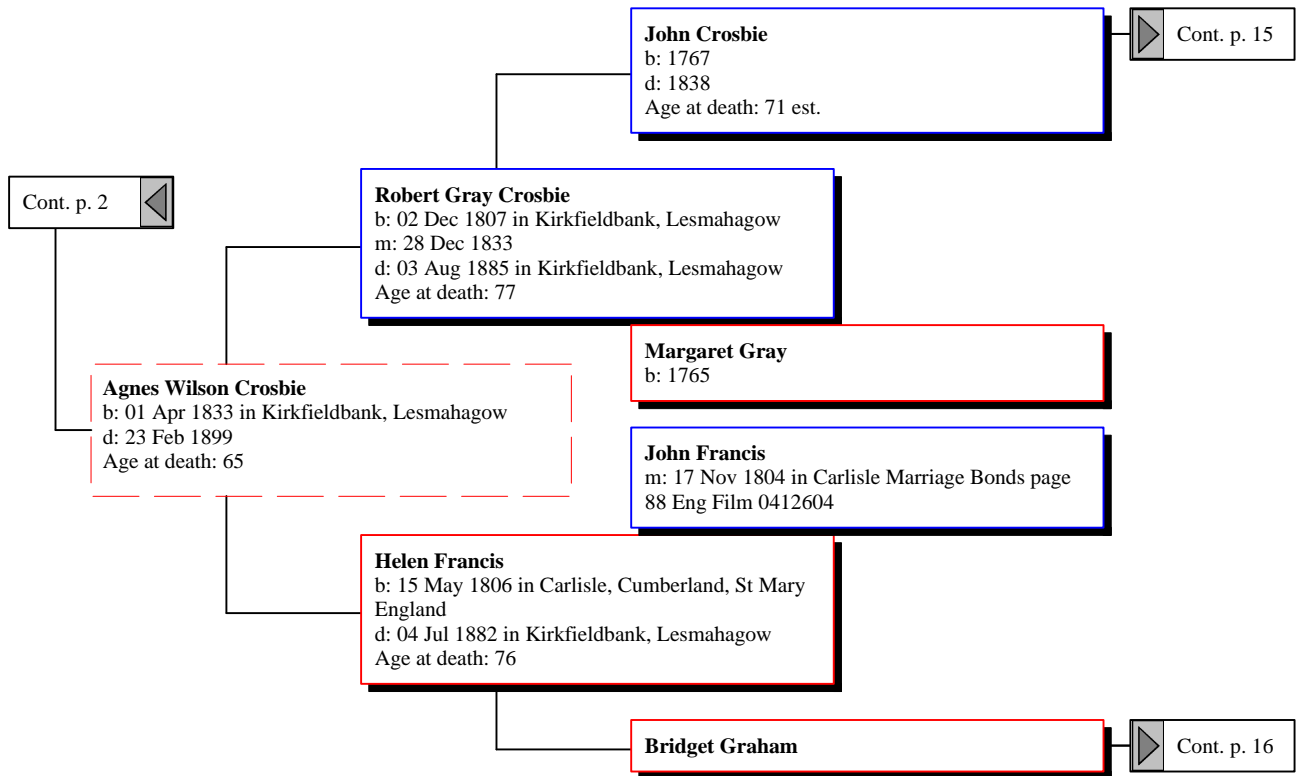 John Crosbie
b: 1767
d: 1838
Age at death: 71 est.
Cont. p. 15
Robert Gray Crosbie
b: 02 Dec 1807 in Kirkfieldbank, Lesmahagow
m: 28 Dec 1833
d: 03 Aug 1885 in Kirkfieldbank, Lesmahagow
Age at death: 77
Cont. p. 2
Margaret Gray
b: 1765
Agnes Wilson Crosbie
b: 01 Apr 1833 in Kirkfieldbank, Lesmahagow
d: 23 Feb 1899
Age at death: 65
John Francis
m: 17 Nov 1804 in Carlisle Marriage Bonds page
88 Eng Film 0412604
Helen Francis
b: 15 May 1806 in Carlisle, Cumberland, St Mary
England
d: 04 Jul 1882 in Kirkfieldbank, Lesmahagow
Age at death: 76
Bridget Graham
Cont. p. 16